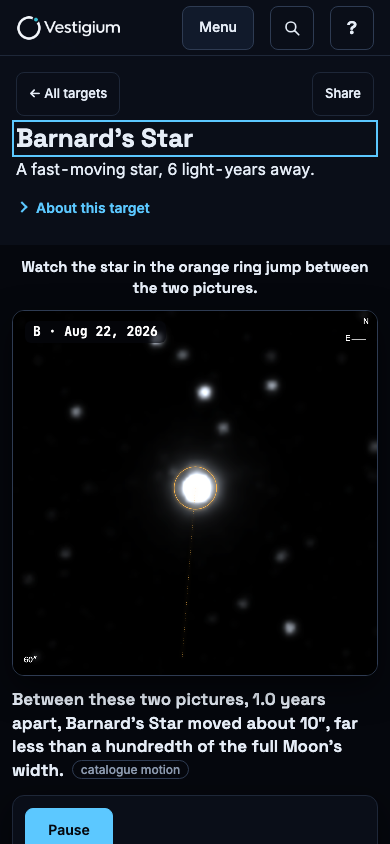 Vestigium
Menu
?
← All targets
Share
Barnard's Star
A fast-moving star, 6 light-years away.
About this target
Watch the star in the orange ring jump between
the two pictures.
B · Aug 22, 2026
N
E
60"
Between these two pictures, 1.0 years
apart, Barnard's Star moved about 10", far
less than a hundredth of the full Moon's
width. catalogue motion
Pause